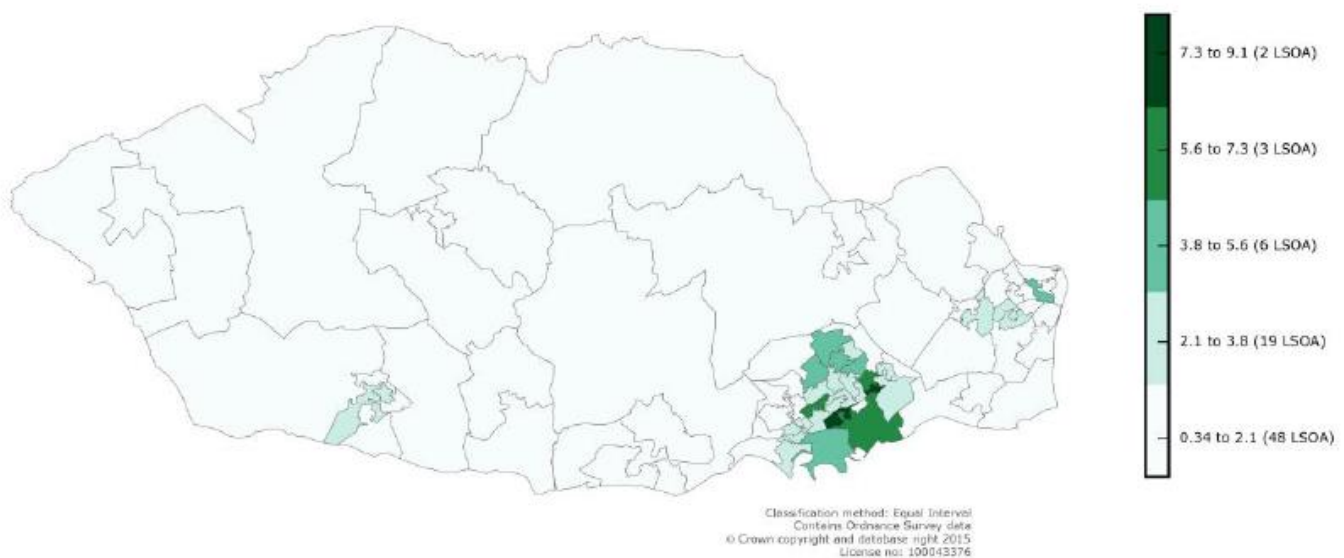 7.3 to 9.1 (2 LSOA)
5.6 to 7.3 (3 LSOA)
3.8 to 5.6 (6 LSOA)
2.1 to 3.8 (19 LSOA)
0.34 to 2.1 (48 LSOA)
Classification method: Equal Interval
Contains Ordnance Survey data
© Crown copyright and database right 2015
License no: 100043376